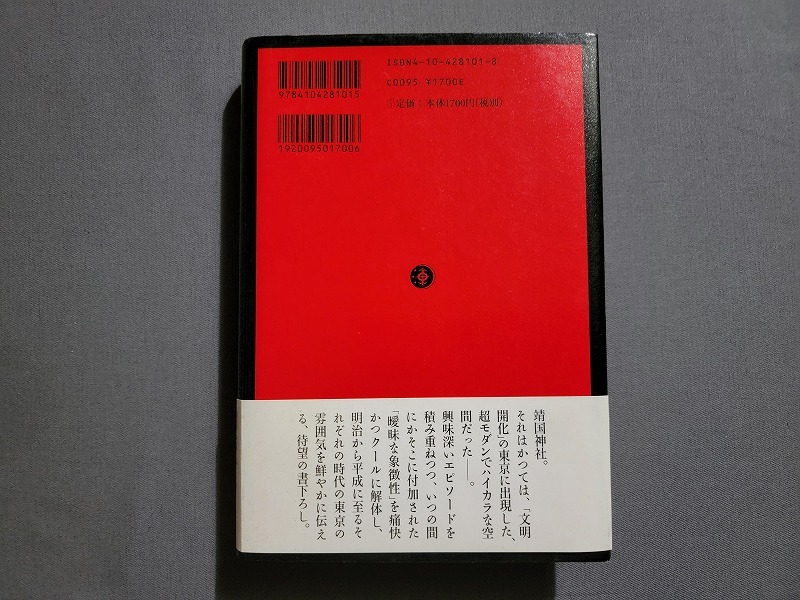 ISBN4-10-428101-8
C0095 ¥1700E
①定価：本体1700円(税別)
9784104281015
1920095017006
靖国神社。
それはかつては、「文明
開化」の東京に出現した、
超モダンでハイカラな空
間だった――。
興味深いエピソードを
積み重ねつつ、いつの間
にかそこに付加された
「曖昧な象徴性」を痛快
かつクールに解体し、
明治から平成に至るそ
れぞれの時代の東京の
雰囲気を鮮やかに伝え
る、待望の書下ろし。